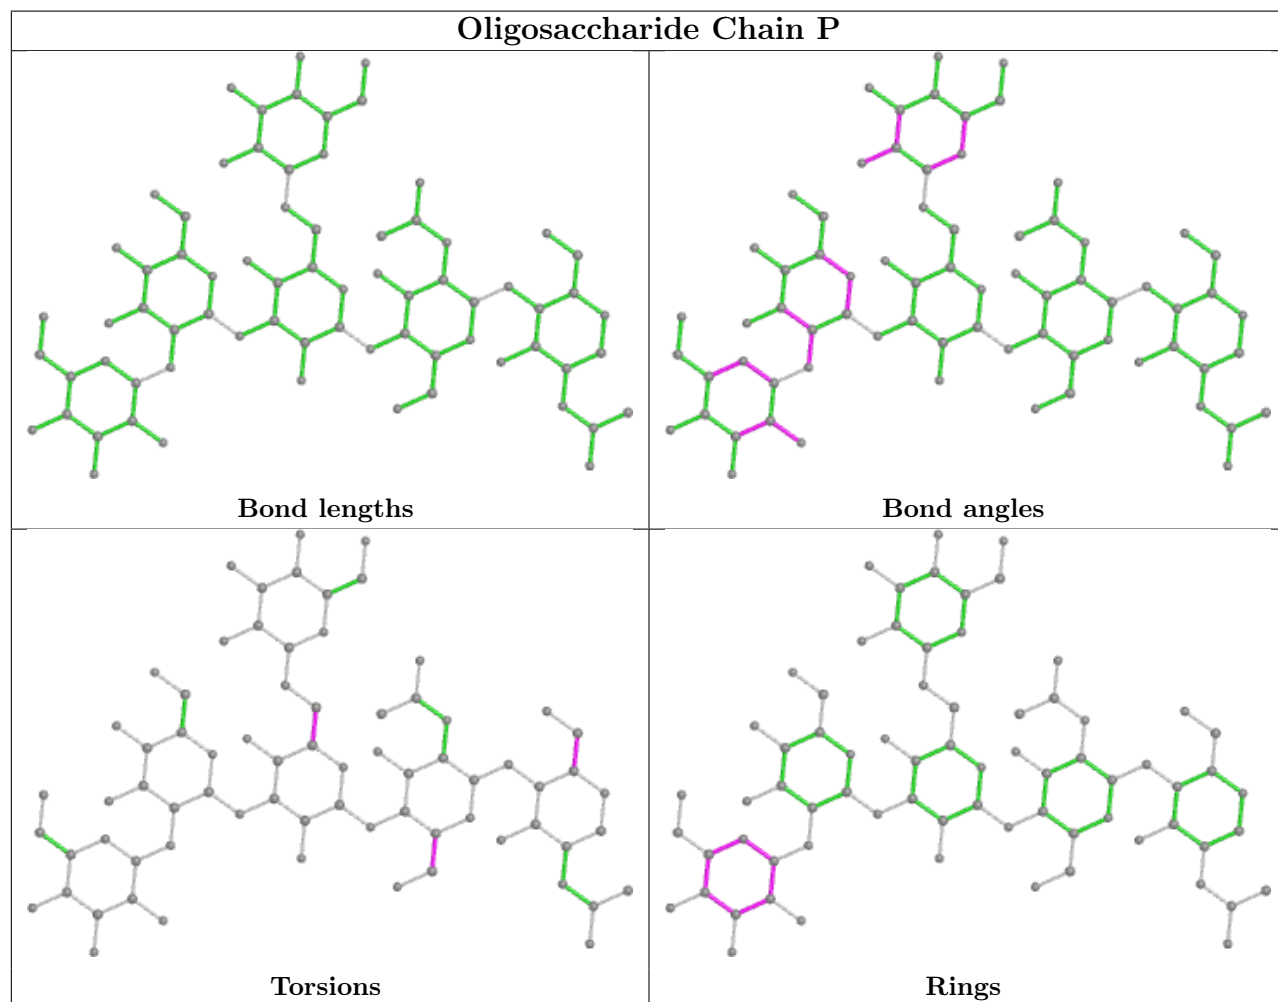 Oligosaccharide Chain P
Bond lengths
Bond angles
Torsions
Rings